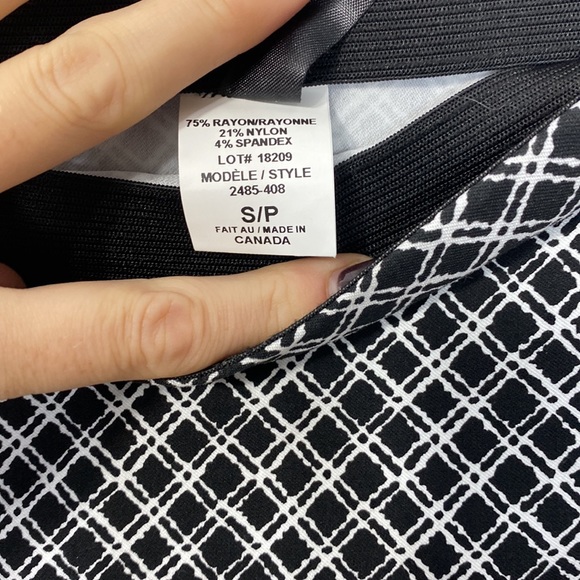 75% RAYON/RAYONNE
21% NYLON
4% SPANDEX
LOT# 18209
MODÈLE / STYLE
2485-408
S/P
FAIT AU / MADE IN
CANADA